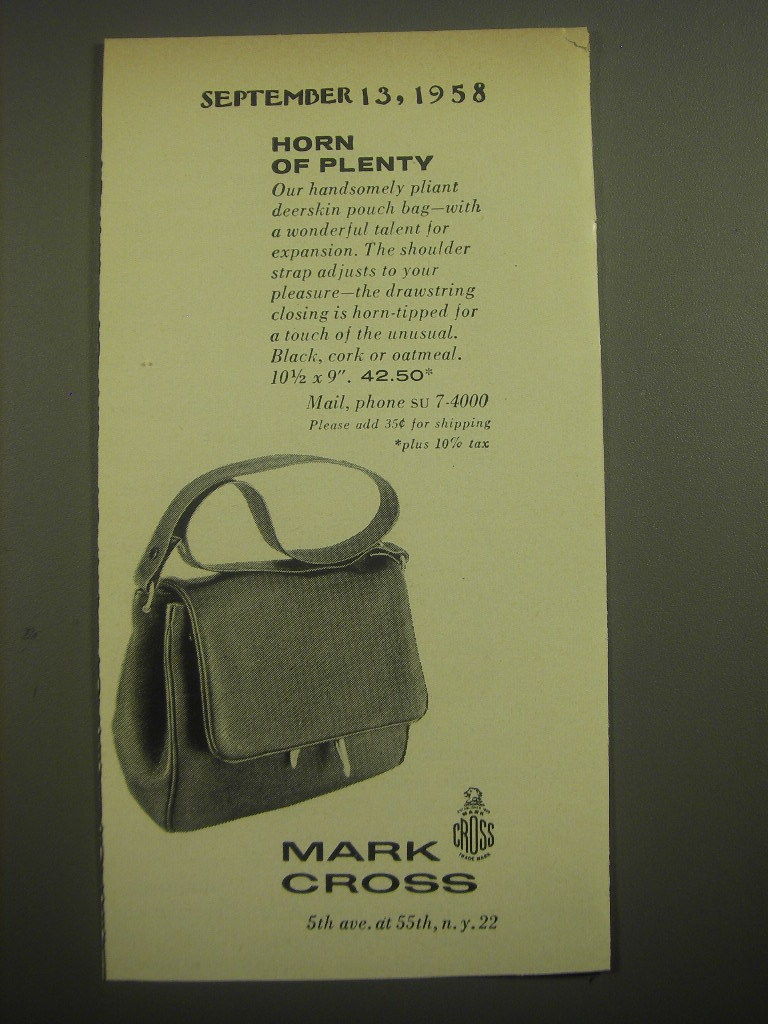 SEPTEMBER 13, 1958
HORN
OF PLENTY
Our handsomely pliant
deerskin pouch bag—with
a wonderful talent for
expansion. The shoulder
strap adjusts to your
pleasure—the drawstring
closing is horn-tipped for
a touch of the unusual.
Black, cork or oatmeal.
10½ x 9". 42.50*
Mail, phone SU 7-4000
Please add 35¢ for shipping
*plus 10% tax
MARK
CROSS
TRADE MARK
MARK
CROSS
5th ave. at 55th, n. y. 22